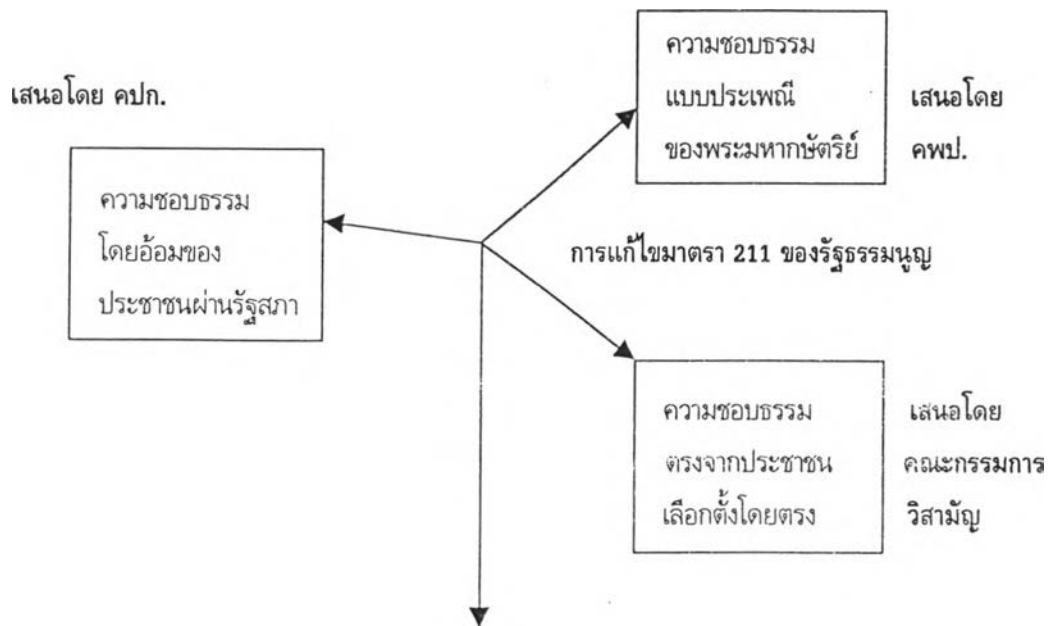 เสนอโดย คปก.
ความชอบธรรม
โดยอ้อมของ
ประชาชนผ่านรัฐสภา
ความชอบธรรม
แบบประเพณี
ของพระมหากษัตริย์
เสนอโดย
คพป.
การแก้ไขมาตรา 211 ของรัฐธรรมนูญ
ความชอบธรรม
ตรงจากประชาชน
เลือกตั้งโดยตรง
เสนอโดย
คณะกรรมการ
วิสามัญ